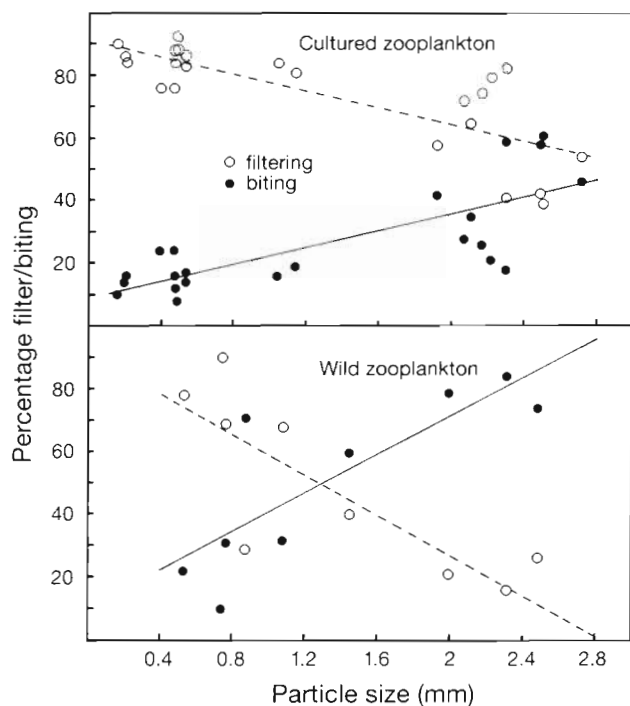 Cultured zooplankton
80
60
40
20
filtering
biting
Percentage filter/biting
Wild zooplankton
80
60
40
20
0.4 0.8 1.2 1.6 2.0 2.4 2.8
Particle size (mm)